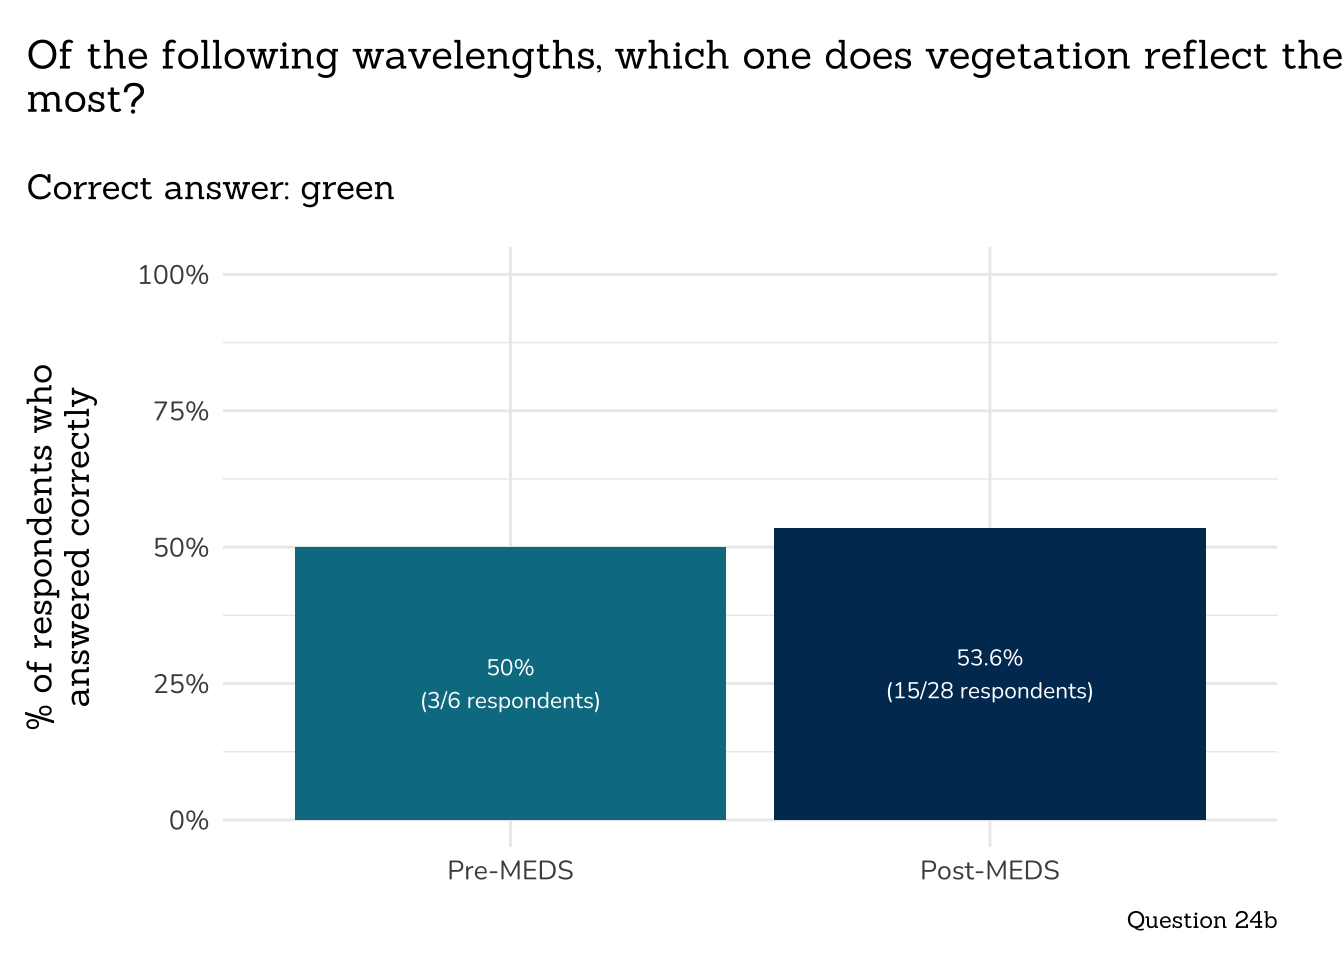 Of the following wavelengths, which one does vegetation reflect the
most?
Correct answer: green
% of respondents who
answered correctly
100%
75%
50%
25%
0%
50%
(3/6 respondents)
53.6%
(15/28 respondents)
Pre-MEDS
Post-MEDS
Question 24b